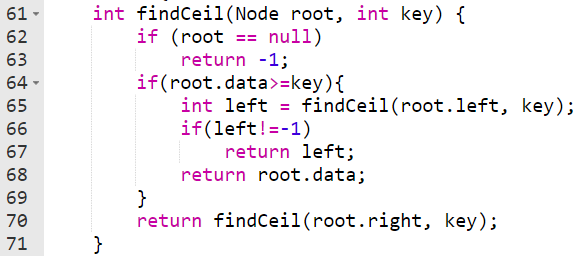 61 int findCeil(Node root, int key) {
62 if (root == null)
63 return -1;
64 if(root.data>=key){
65 int left = findCeil(root.left, key);
66 if(left!=-1)
67 return left;
68 return root.data;
69 }
70 return findCeil(root.right, key);
71 }